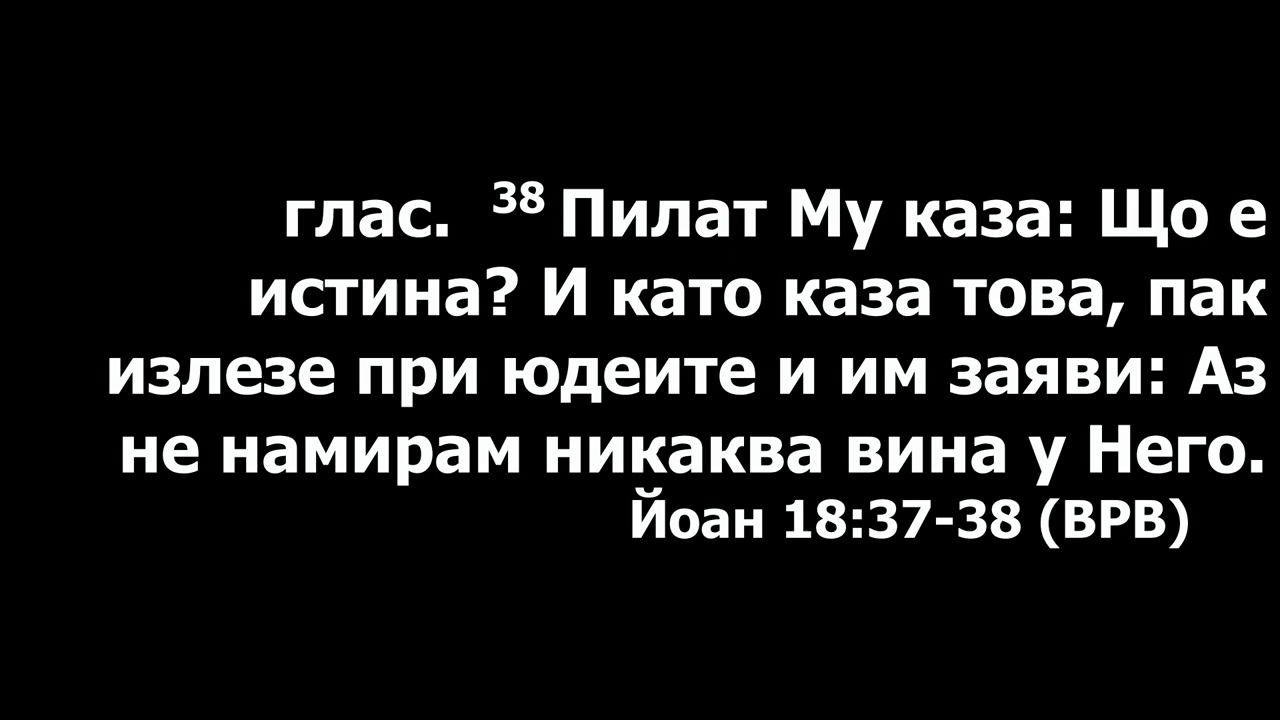 глас. 38 Пилат Му каза: Що е
истина? И като каза това, пак
излезе при юдеите и им заяви: Аз
не намирам никаква вина у Него.
Йоан 18:37-38 (ВРВ)